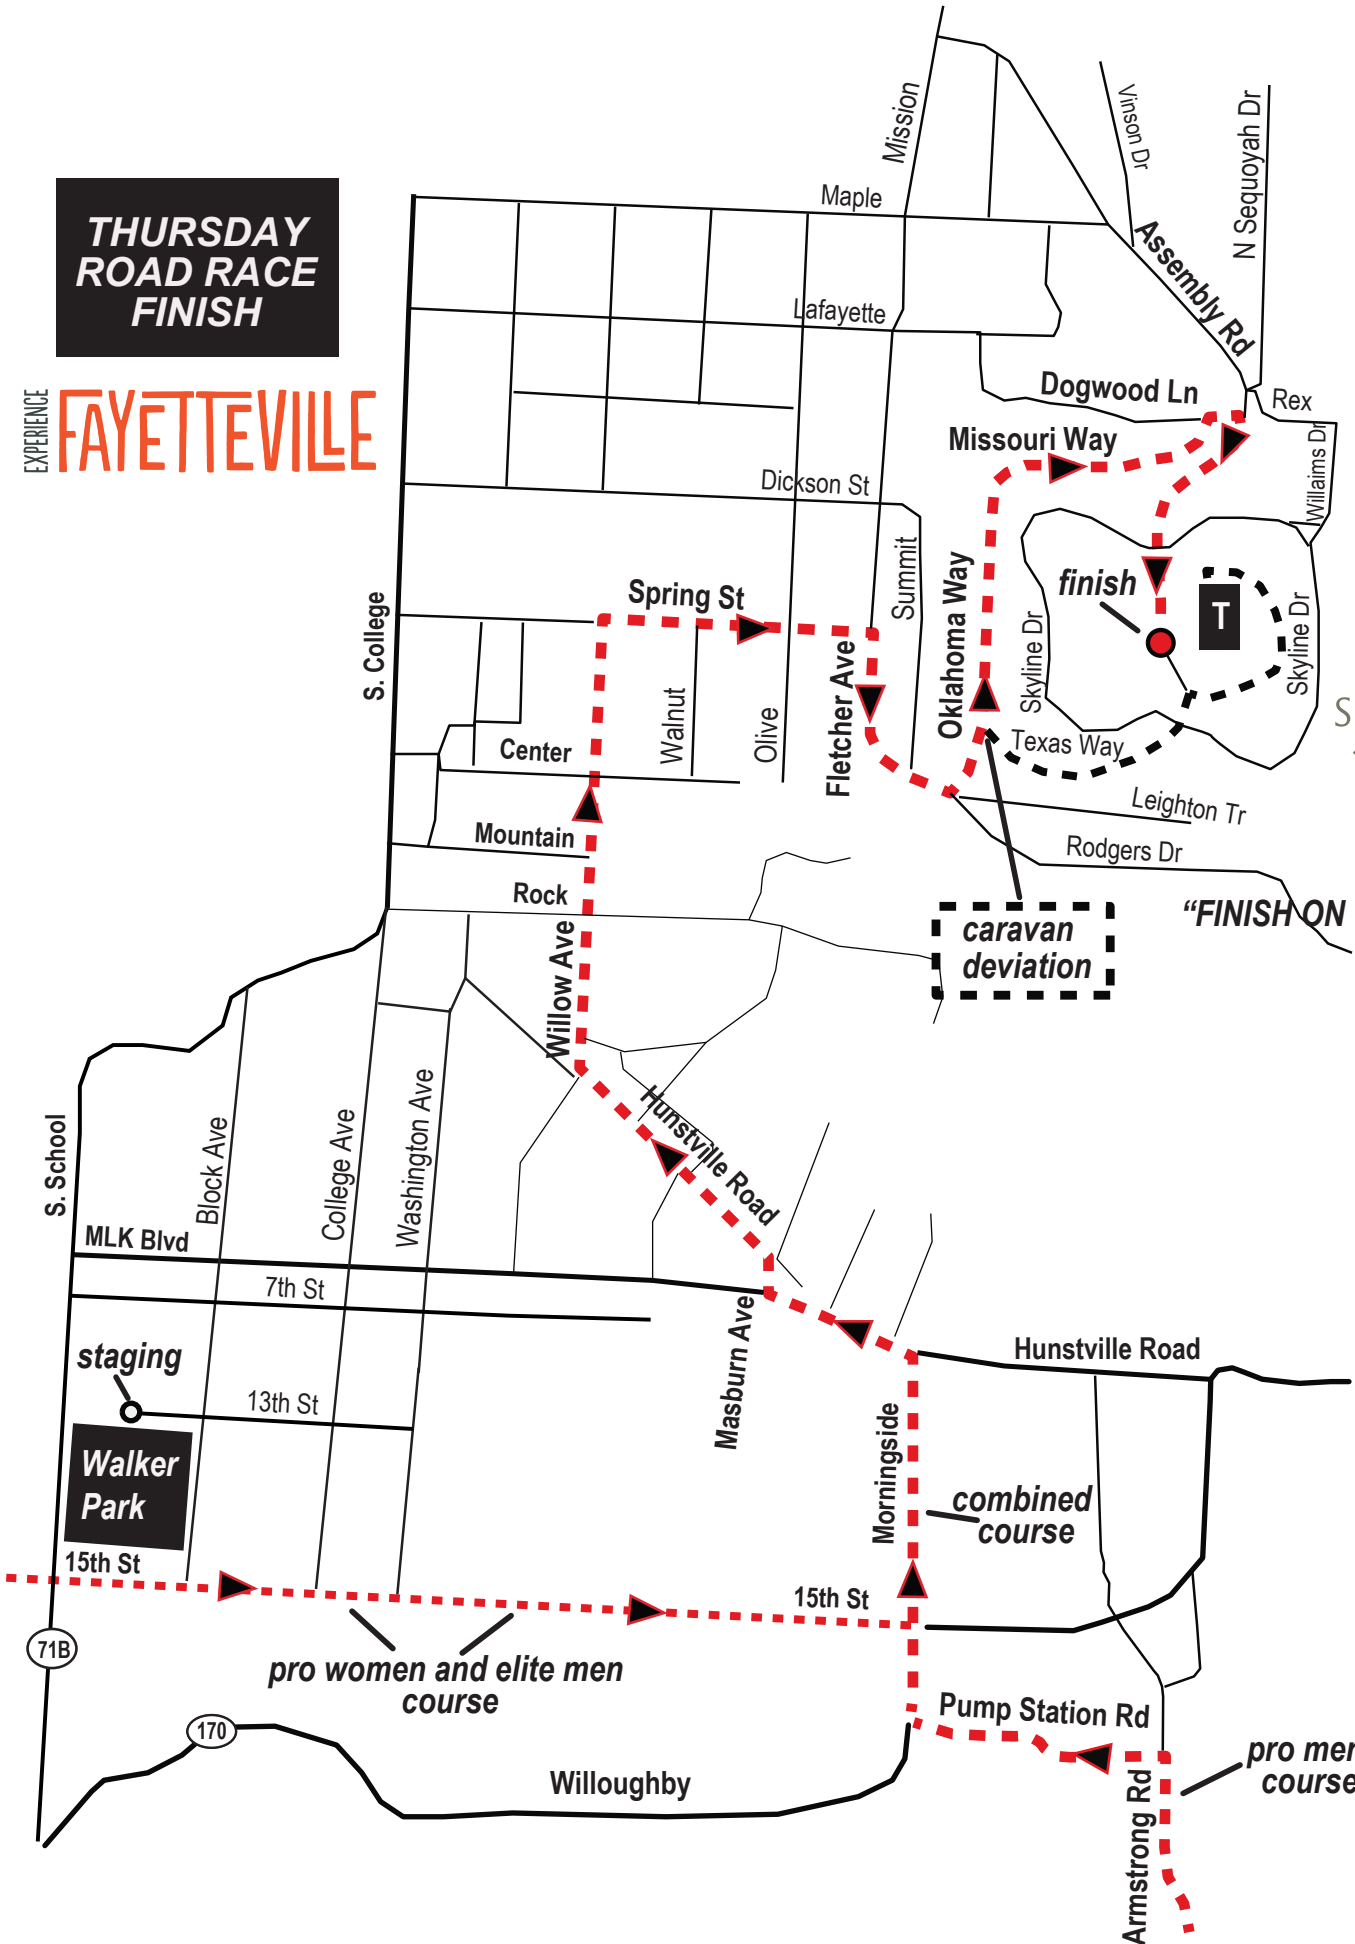 Mission
Vinson Dr
N Sequoyah Dr
THURSDAY
ROAD RACE
FINISH
Maple
Assembly Rd
Lafayette
EXPERIENCE
FAYETTEVILLE
Dogwood Ln
Rex
Missouri Way
Willaims Dr
Dickson St
Summit
Oklahoma Way
finish
T
Spring St
S. College
Skyline Dr
Skyline Dr
Fletcher Ave
Walnut
Olive
S
Center
Texas Way
Leighton Tr
Mountain
Rodgers Dr
Rock
"FINISH ON
caravan
deviation
Willow Ave
Hunstville Road
S. School
Block Ave
College Ave
Washington Ave
MLK Blvd
7th St
Masburn Ave
staging
Hunstville Road
13th St
Walker
Park
Morningside
combined
course
15th St
15th St
71B
pro women and elite men
course
170
Pump Station Rd
pro men
course
Willoughby
Armstrong Rd